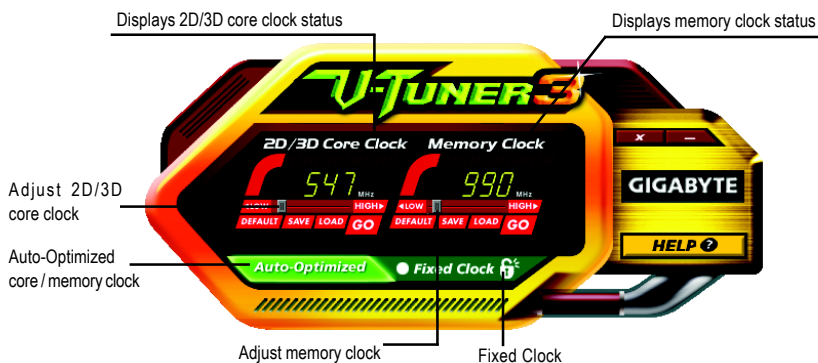 Displays 2D/3D core clock status
Displays memory clock status
V-TUNER3
2D/3D Core Clock
Memory Clock
547 MHz
990 MHz
◄LOW HIGH►
◄LOW HIGH►
DEFAULT SAVE LOAD GO
DEFAULT SAVE LOAD GO
x –
GIGABYTE
HELP ?
Adjust 2D/3D
core clock
Auto-Optimized
core / memory clock
Auto-Optimized
Fixed Clock
Adjust memory clock
Fixed Clock